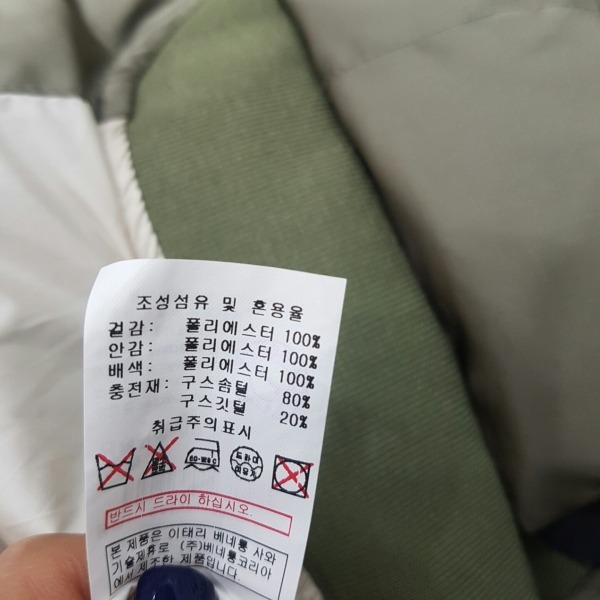 조성섬유 및 혼용율
겉감: 폴리에스터 100%
안감: 폴리에스터 100%
배색: 폴리에스터 100%
충전재: 구스솜털 80%
구스깃털 20%
취급주의표시
반드시 드라이 하십시오.
본 제품은 이태리 베네통 사와
기술제휴로 (주)베네통코리아
에서 제조한 제품입니다.